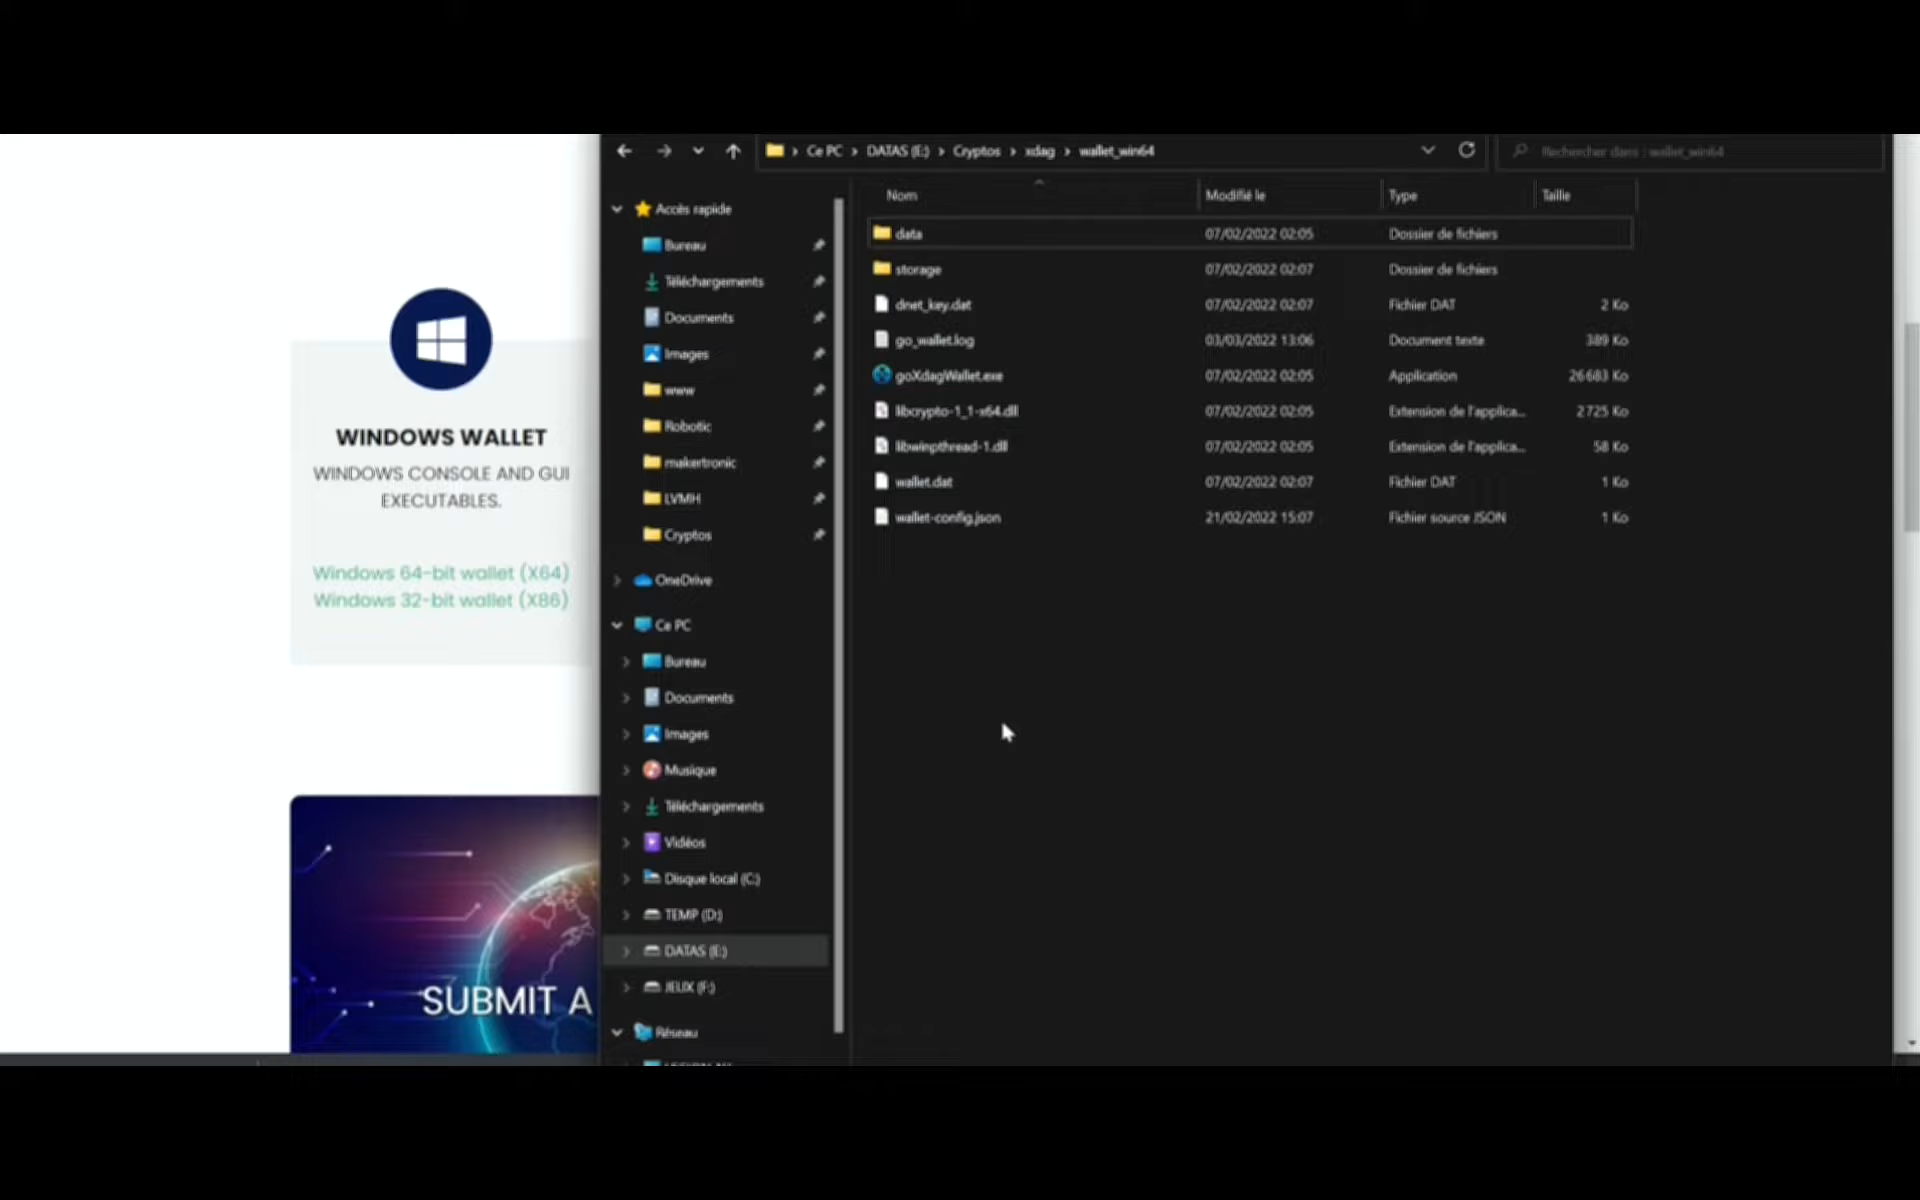 WINDOWS WALLET
WINDOWS CONSOLE AND GUI
EXECUTABLES.
Windows 64-bit wallet (X64)
Windows 32-bit wallet (X86)
SUBMIT A
Ce PC > DATAS (E:) > Cryptos > xdag > wallet_win64
Rechercher dans : wallet_win64
Accès rapide
Bureau
Téléchargements
Documents
Images
www
Robotic
makertronic
LVMH
Cryptos
OneDrive
Ce PC
Bureau
Documents
Images
Musique
Téléchargements
Vidéos
Disque local (C:)
TEMP (D:)
DATAS (E:)
JEUX (F:)
Réseau
Nom Modifié le Type Taille
data 07/02/2022 02:05 Dossier de fichiers
storage 07/02/2022 02:07 Dossier de fichiers
dnet_key.dat 07/02/2022 02:07 Fichier DAT 2 Ko
go_wallet.log 03/03/2022 13:06 Document texte 389 Ko
goXdagWallet.exe 07/02/2022 02:05 Application 26 683 Ko
libcrypto-1_1-x64.dll 07/02/2022 02:05 Extension de l'applica... 2 725 Ko
libwinpthread-1.dll 07/02/2022 02:05 Extension de l'applica... 58 Ko
wallet.dat 07/02/2022 02:07 Fichier DAT 1 Ko
wallet-config.json 21/02/2022 15:07 Fichier source JSON 1 Ko